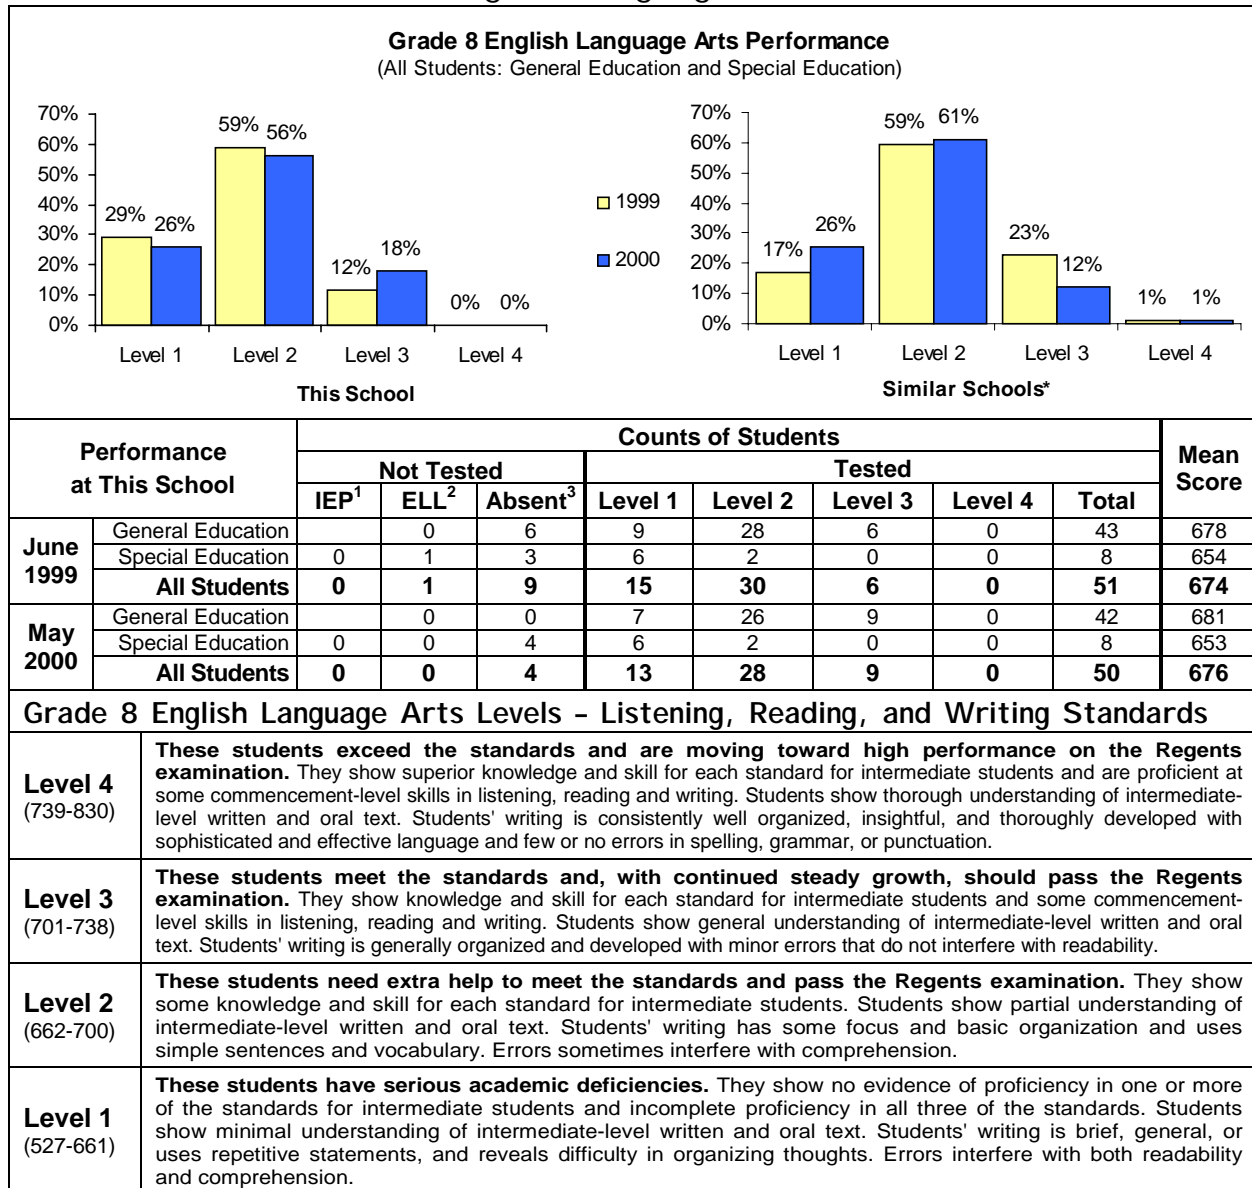 Grade 8 English Language Arts Performance
(All Students: General Education and Special Education)
70%
60%
50%
40%
30%
20%
10%
0%
29%
26%
59%
56%
12%
18%
0%
0%
Level 1
Level 2
Level 3
Level 4
This School
1999
2000
70%
60%
50%
40%
30%
20%
10%
0%
17%
26%
59%
61%
23%
12%
1%
1%
Level 1
Level 2
Level 3
Level 4
Similar Schools*
Performance
at This School
Counts of Students
Mean
Score
Not Tested
Tested
IEP1 ELL2 Absent3 Level 1 Level 2 Level 3 Level 4 Total
June
1999
General Education 0 6 9 28 6 0 43 678
Special Education 0 1 3 6 2 0 0 8 654
All Students 0 1 9 15 30 6 0 51 674
May
2000
General Education 0 0 7 26 9 0 42 681
Special Education 0 0 4 6 2 0 0 8 653
All Students 0 0 4 13 28 9 0 50 676
Grade 8 English Language Arts Levels – Listening, Reading, and Writing Standards
Level 4
(739-830)
These students exceed the standards and are moving toward high performance on the Regents
examination. They show superior knowledge and skill for each standard for intermediate students and are proficient at
some commencement-level skills in listening, reading and writing. Students show thorough understanding of intermediate-
level written and oral text. Students' writing is consistently well organized, insightful, and thoroughly developed with
sophisticated and effective language and few or no errors in spelling, grammar, or punctuation.
Level 3
(701-738)
These students meet the standards and, with continued steady growth, should pass the Regents
examination. They show knowledge and skill for each standard for intermediate students and some commencement-
level skills in listening, reading and writing. Students show general understanding of intermediate-level written and oral
text. Students' writing is generally organized and developed with minor errors that do not interfere with readability.
Level 2
(662-700)
These students need extra help to meet the standards and pass the Regents examination. They show
some knowledge and skill for each standard for intermediate students. Students show partial understanding of
intermediate-level written and oral text. Students' writing has some focus and basic organization and uses
simple sentences and vocabulary. Errors sometimes interfere with comprehension.
Level 1
(527-661)
These students have serious academic deficiencies. They show no evidence of proficiency in one or more
of the standards for intermediate students and incomplete proficiency in all three of the standards. Students
show minimal understanding of intermediate-level written and oral text. Students' writing is brief, general, or
uses repetitive statements, and reveals difficulty in organizing thoughts. Errors interfere with both readability
and comprehension.